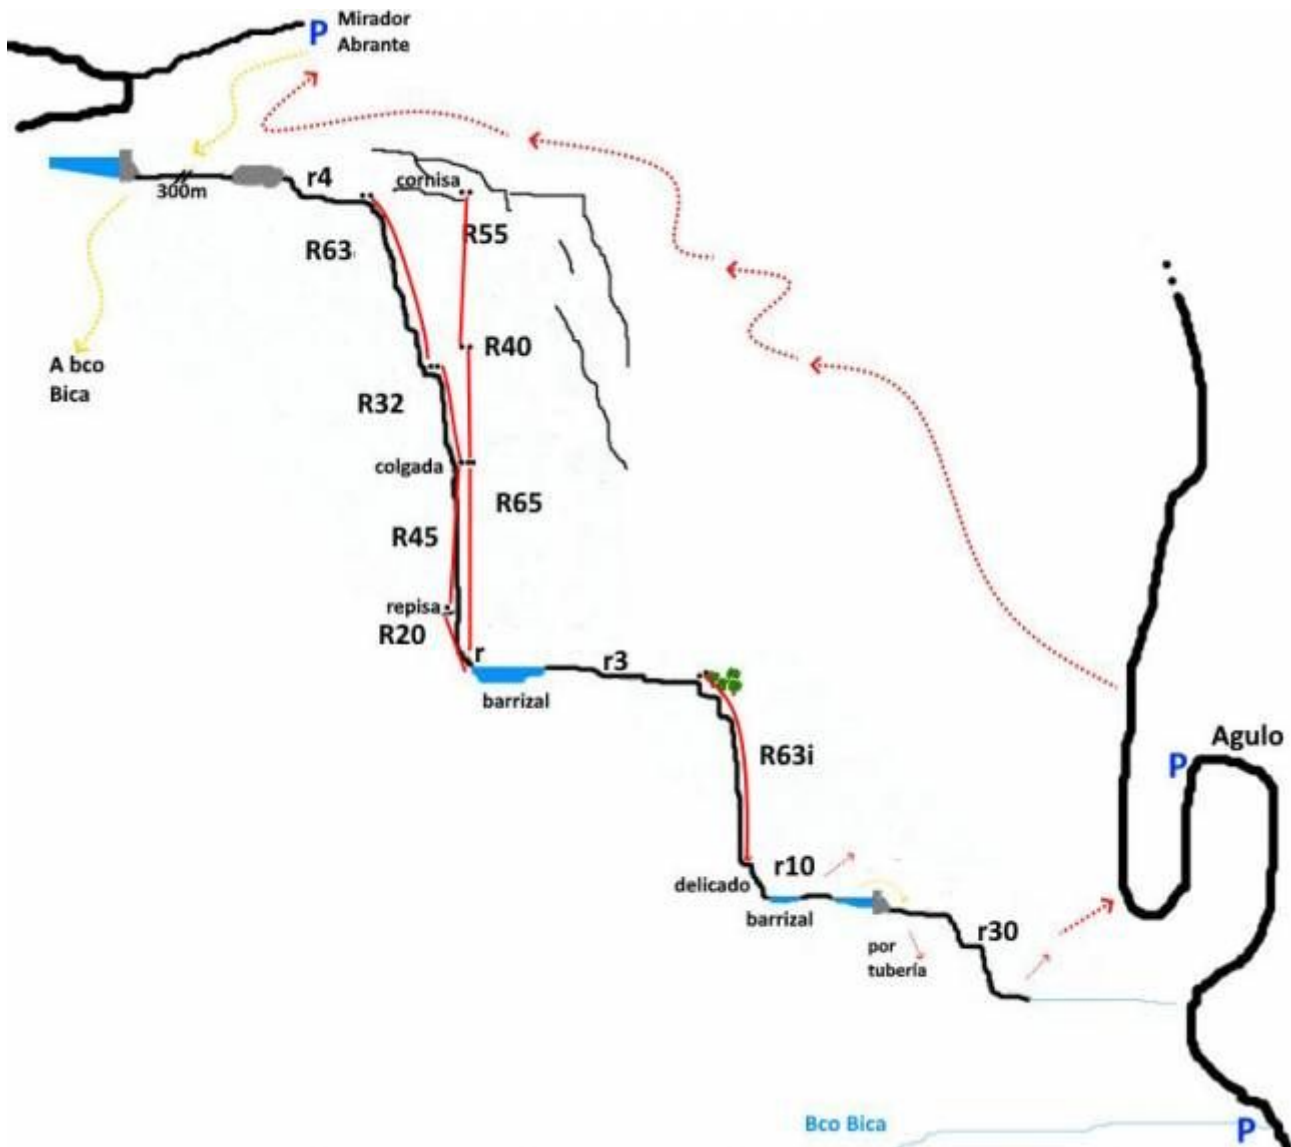 P
Mirador
Abrante
300m
r4
cornisa
R55
R63
R40
A bco
Bica
R32
colgada
R65
R45
repisa
R20
r
r3
barrizal
R63i
Agulo
P
r10
delicado
barrizal
r30
por
tubería
Bco Bica
P